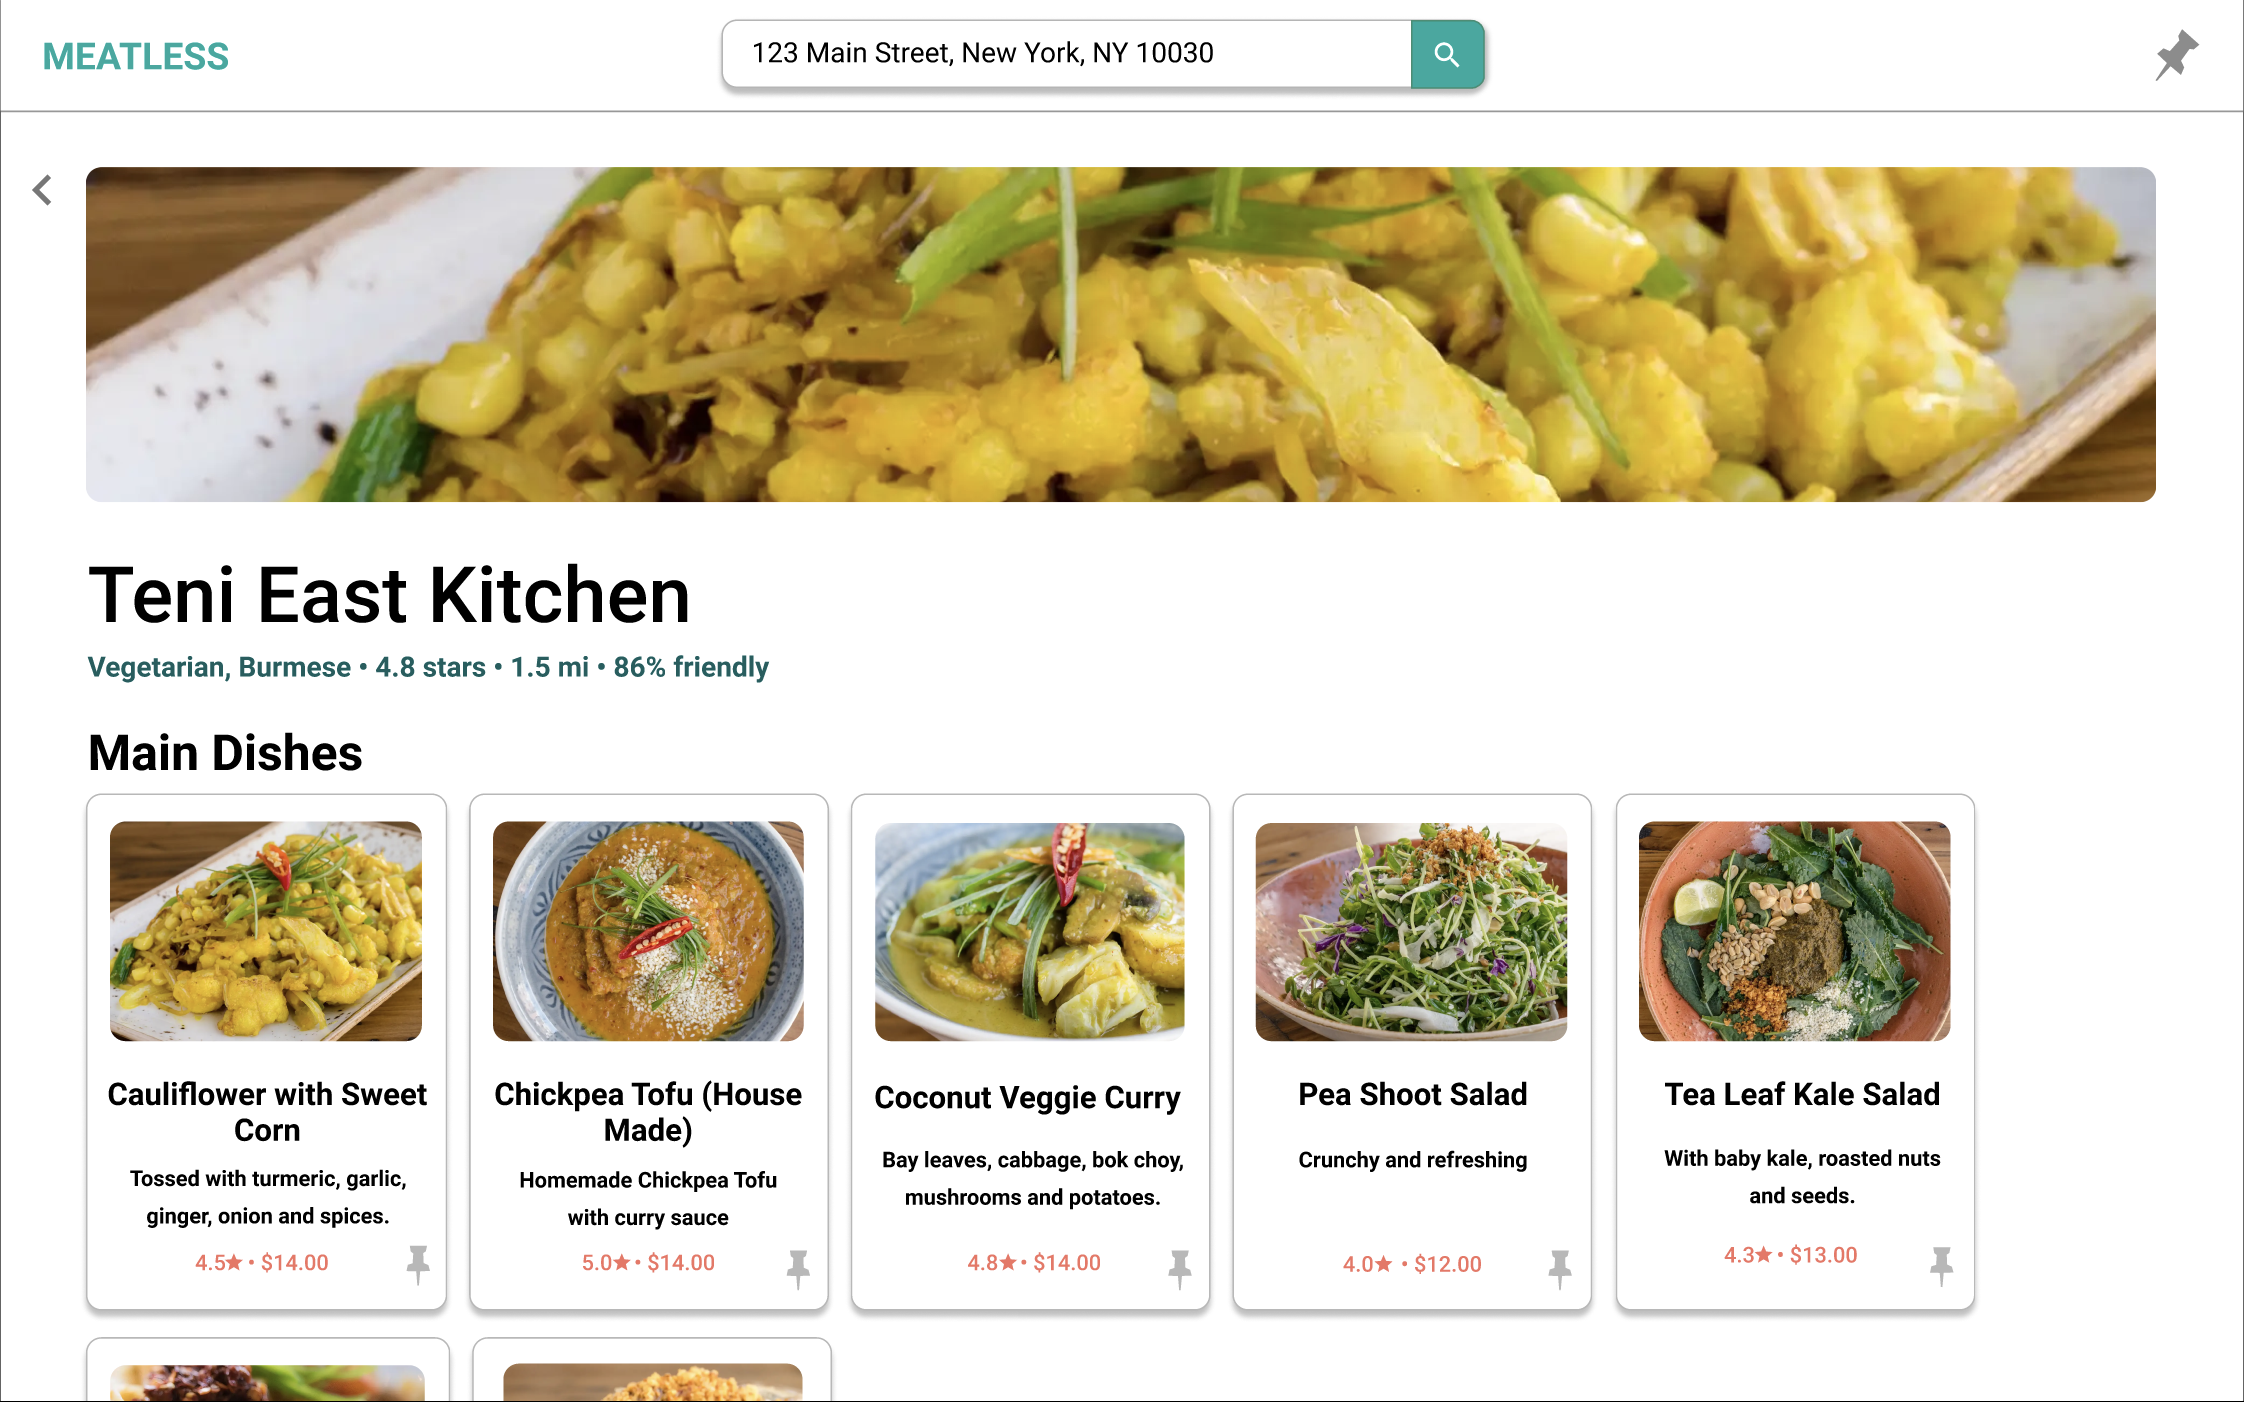 MEATLESS
123 Main Street, New York, NY 10030
Teni East Kitchen
Vegetarian, Burmese • 4.8 stars • 1.5 mi • 86% friendly
Main Dishes
Cauliflower with Sweet
Corn
Tossed with turmeric, garlic,
ginger, onion and spices.
4.5★ • $14.00
Chickpea Tofu (House
Made)
Homemade Chickpea Tofu
with curry sauce
5.0★ • $14.00
Coconut Veggie Curry
Bay leaves, cabbage, bok choy,
mushrooms and potatoes.
4.8★ • $14.00
Pea Shoot Salad
Crunchy and refreshing
4.0★ • $12.00
Tea Leaf Kale Salad
With baby kale, roasted nuts
and seeds.
4.3★ • $13.00